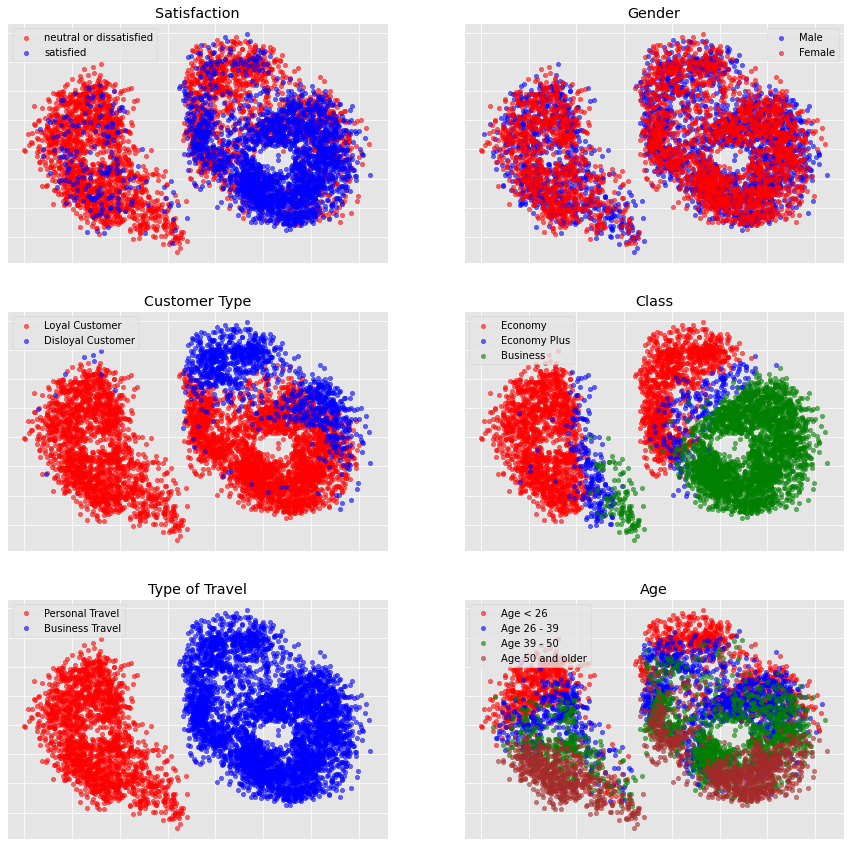 Satisfaction
neutral or dissatisfied
satisfied
Gender
Male
Female
Customer Type
Loyal Customer
Disloyal Customer
Class
Economy
Economy Plus
Business
Type of Travel
Personal Travel
Business Travel
Age
Age < 26
Age 26 - 39
Age 39 - 50
Age 50 and older